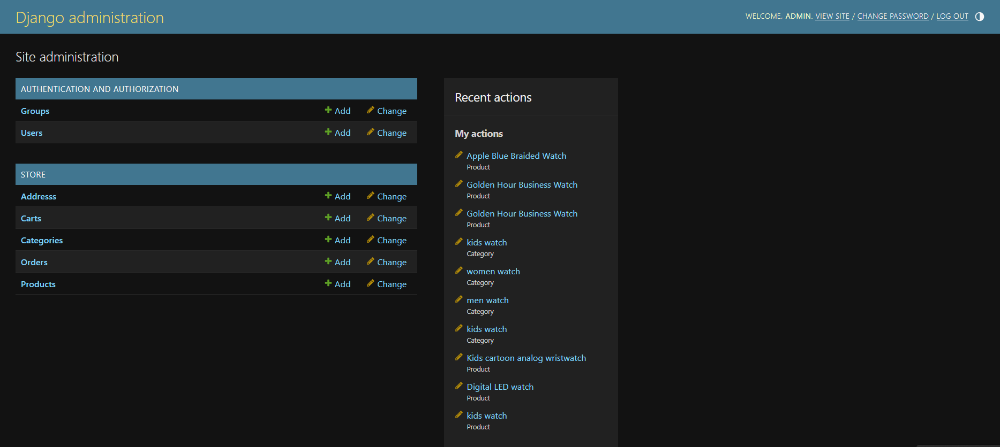 Django administration
WELCOME, ADMIN. VIEW SITE / CHANGE PASSWORD / LOG OUT
Site administration
AUTHENTICATION AND AUTHORIZATION
Groups Add Change
Users Add Change
STORE
Addresss Add Change
Carts Add Change
Categories Add Change
Orders Add Change
Products Add Change
Recent actions
My actions
Apple Blue Braided Watch
Product
Golden Hour Business Watch
Product
Golden Hour Business Watch
Product
kids watch
Category
women watch
Category
men watch
Category
kids watch
Category
Kids cartoon analog wristwatch
Product
Digital LED watch
Product
kids watch
Product